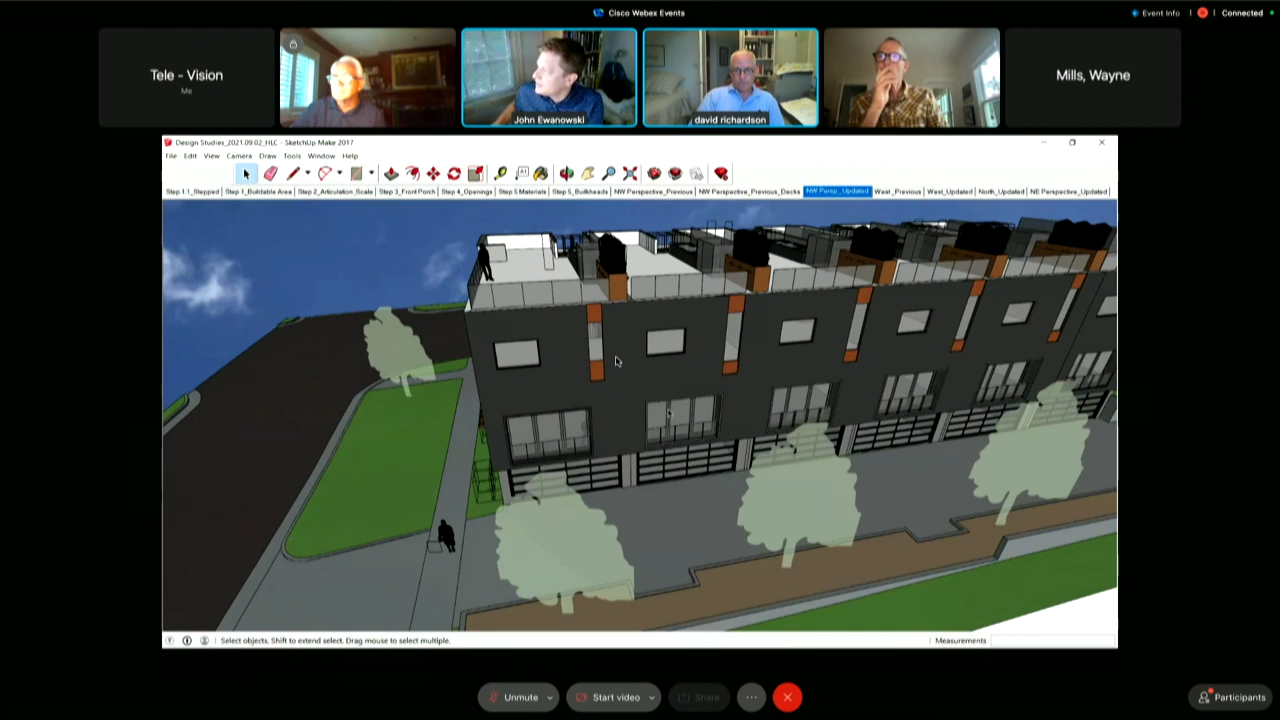 Cisco Webex Events
Event Info
Connected
Tele - Vision
Me
John Ewanowski
david richardson
Mills, Wayne
Design Studies_2021.09.02_HLC - SketchUp Make 2017
File Edit View Camera Draw Tools Window Help
Step 1.1_Stepped Step 1_Buildable Area Step 2_Articulation_Scale Step 3_Front Porch Step 4_Openings Step 5 Materials Step 5_Bulkheads NW Perspective_Previous NW Perspective_Previous_Decks NW Persp._Updated West_Previous West_Updated North_Updated NE Perspective_Updated
Select objects. Shift to extend select. Drag mouse to select multiple.
Measurements
Unmute
Start video
Share
Participants